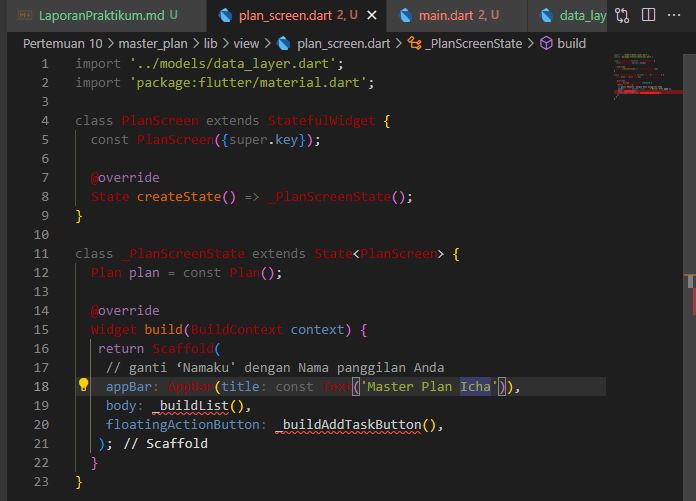 LaporanPraktikum.md U
plan_screen.dart 2, U
main.dart 2, U
data_lay
Pertemuan 10 > master_plan > lib > view > plan_screen.dart > _PlanScreenState > build
1 import '../models/data_layer.dart';
2 import 'package:flutter/material.dart';
3
4 class PlanScreen extends StatefulWidget {
5 const PlanScreen({super.key});
6
7 @override
8 State createState() => _PlanScreenState();
9 }
10
11 class _PlanScreenState extends State<PlanScreen> {
12 Plan plan = const Plan();
13
14 @override
15 Widget build(BuildContext context) {
16 return Scaffold(
17 // ganti ‘Namaku' dengan Nama panggilan Anda
18 appBar: AppBar(title: const Text('Master Plan Icha')),
19 body: _buildList(),
20 floatingActionButton: _buildAddTaskButton(),
21 ); // Scaffold
22 }
23 }